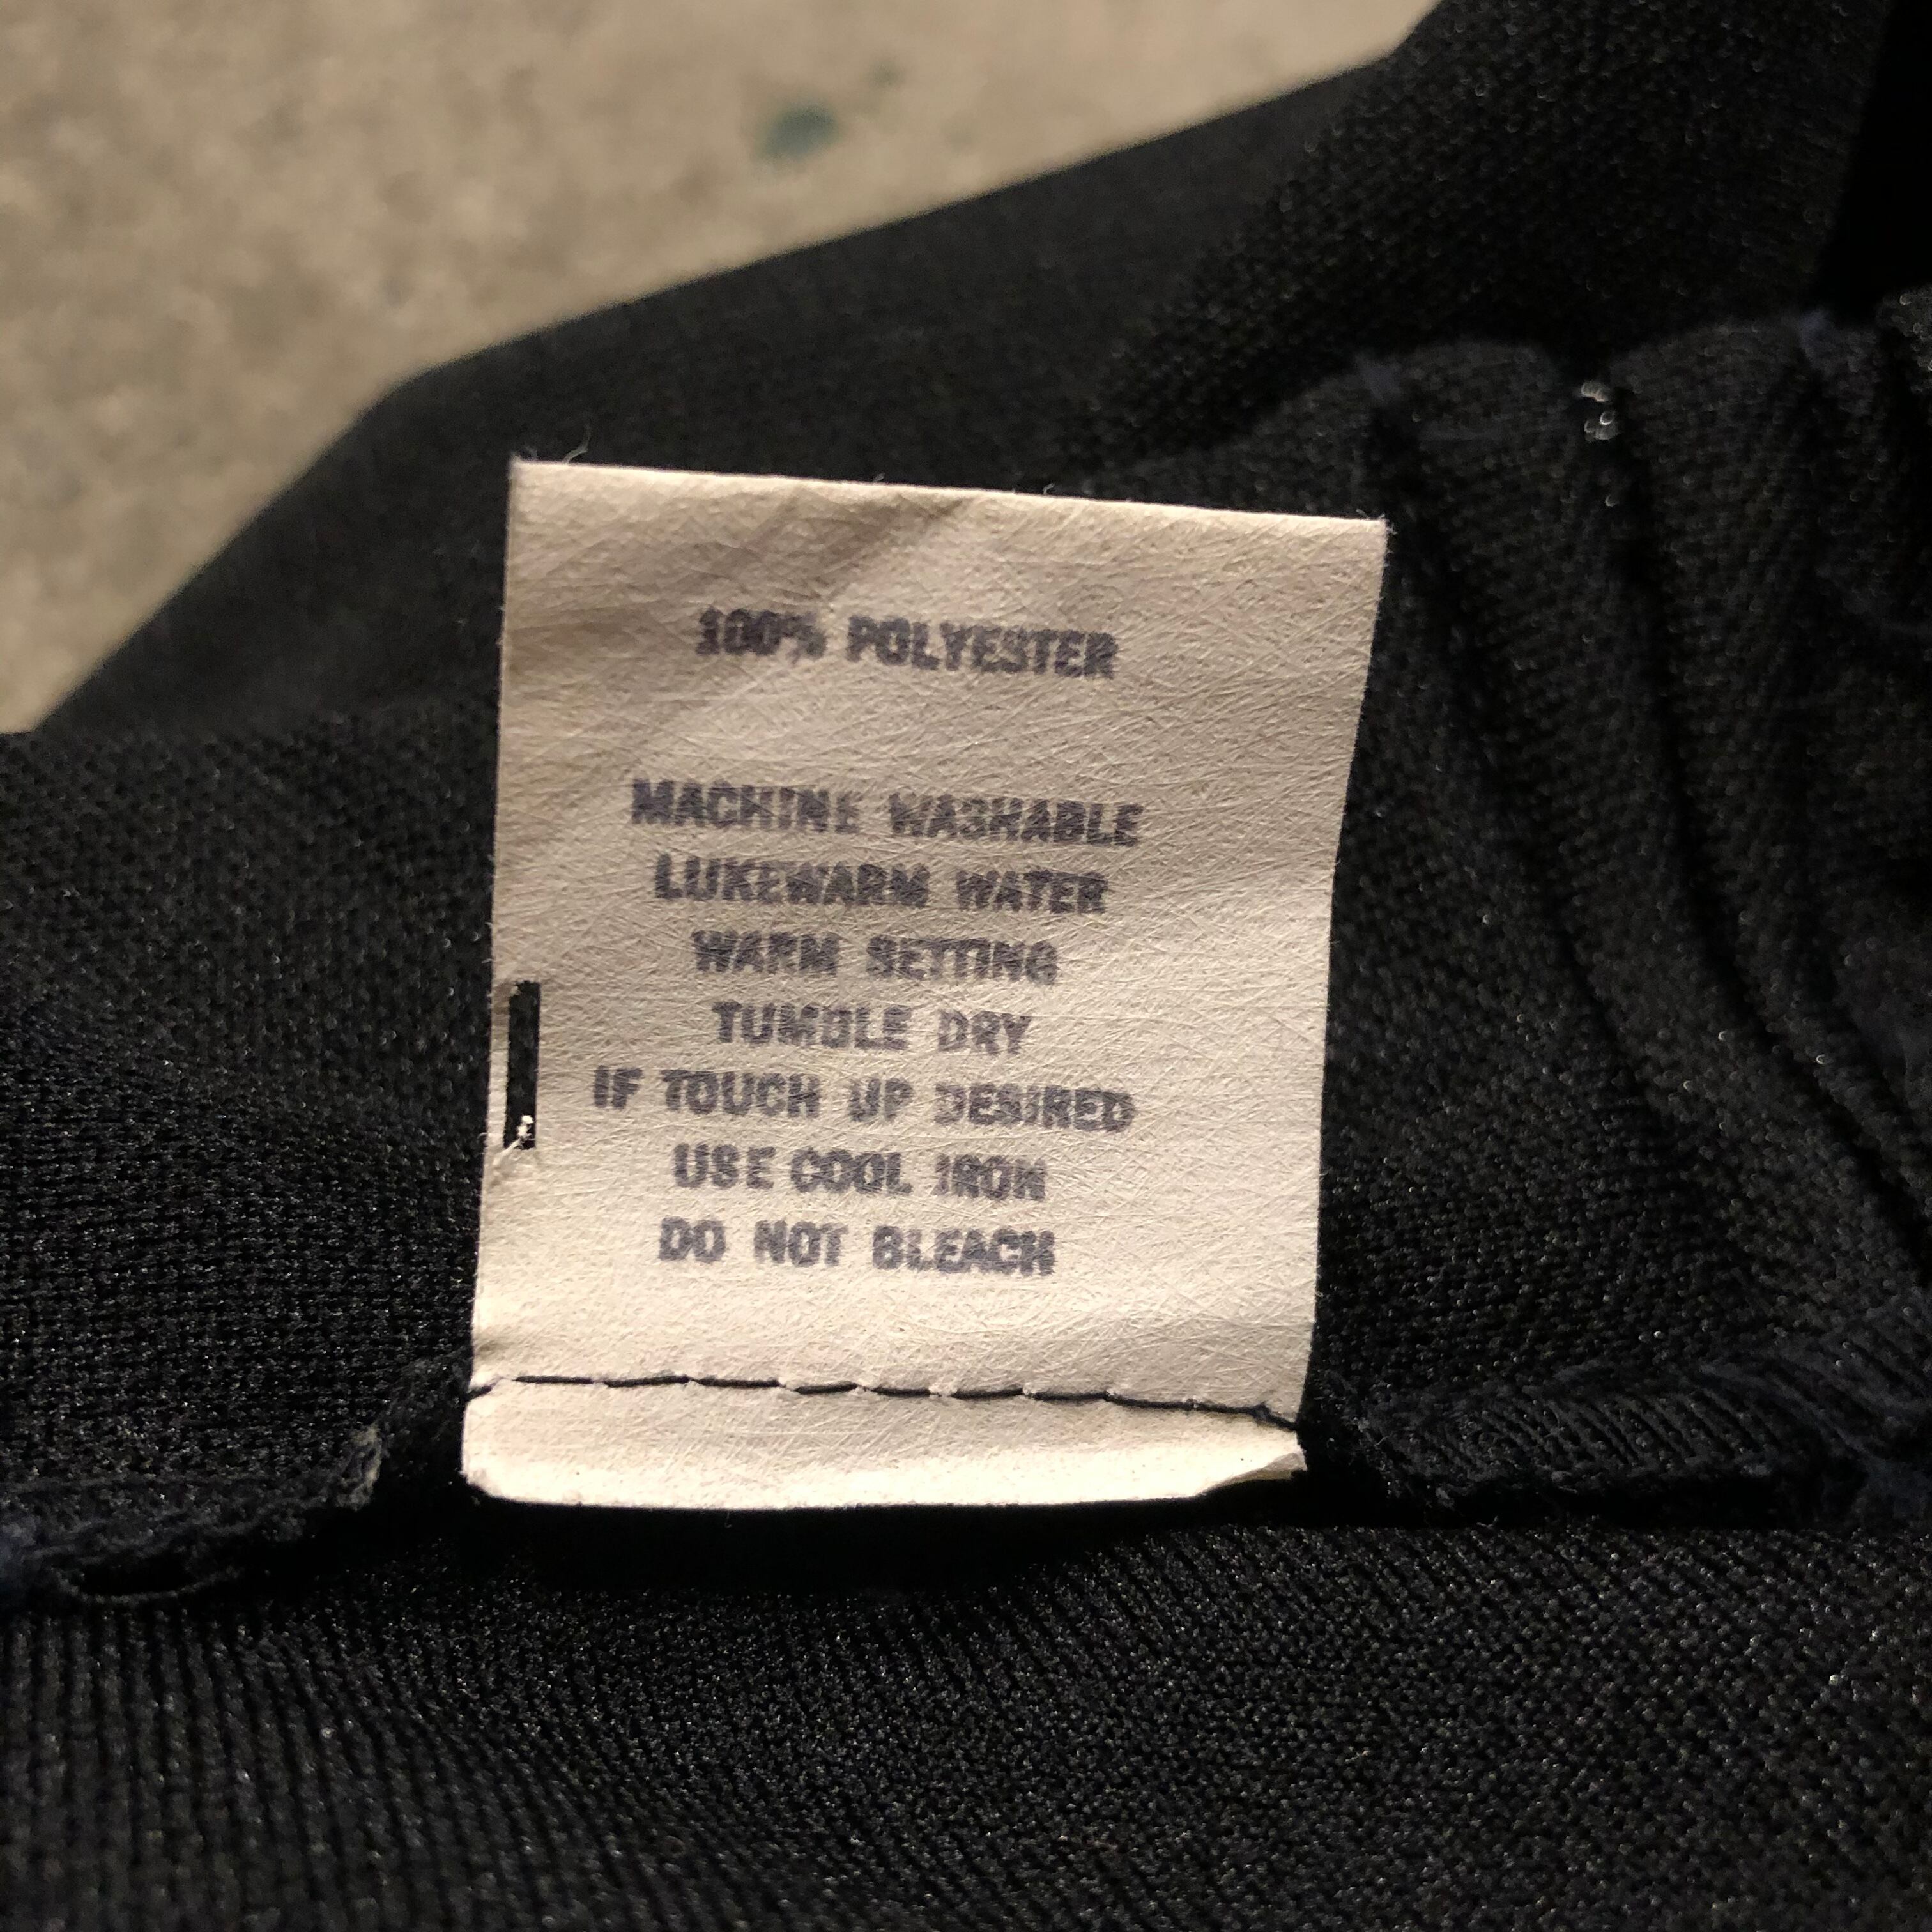 100% POLYESTER
MACHINE WASHABLE
LUKEWARM WATER
WARM SETTING
TUMBLE DRY
IF TOUCH UP DESIRED
USE COOL IRON
DO NOT BLEACH